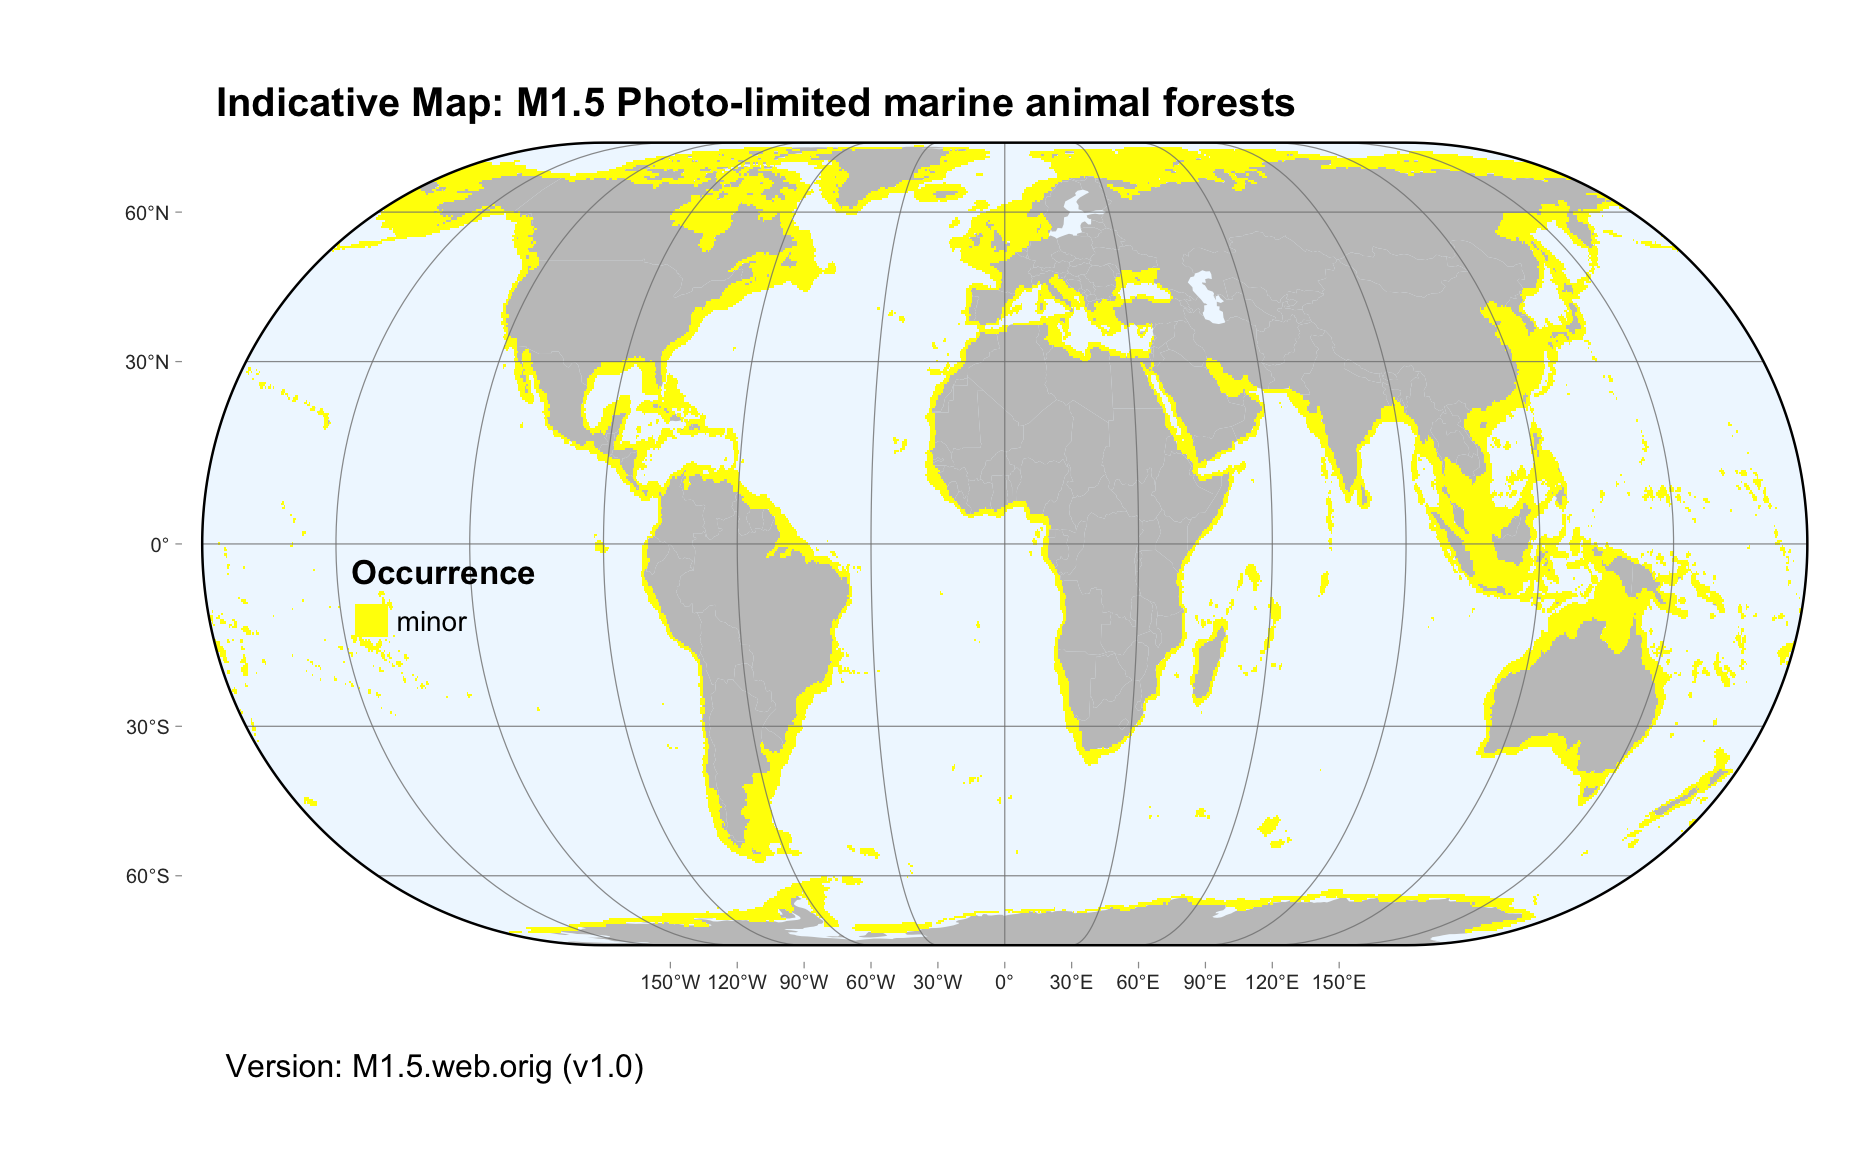 Indicative Map: M1.5 Photo-limited marine animal forests
60°N
30°N
0°
Occurrence
minor
30°S
60°S
150°W 120°W 90°W 60°W 30°W 0° 30°E 60°E 90°E 120°E 150°E
Version: M1.5.web.orig (v1.0)